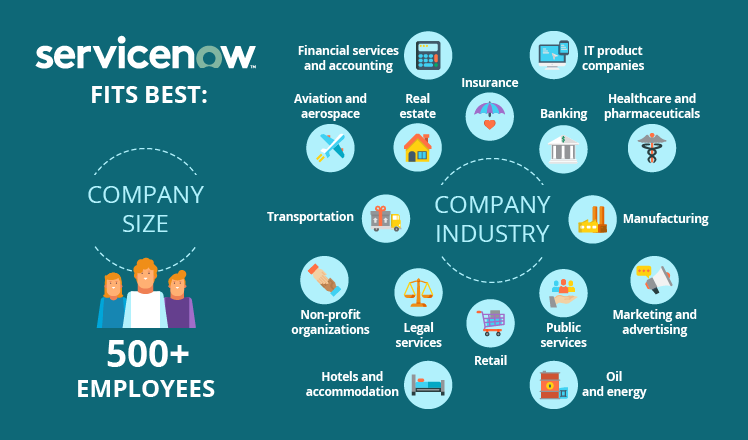 servicenow™
FITS BEST:
COMPANY
SIZE
500+
EMPLOYEES
COMPANY
INDUSTRY
Financial services
and accounting
IT product
companies
Insurance
Aviation and
aerospace
Real
estate
Banking
Healthcare and
pharmaceuticals
Transportation
Manufacturing
Non-profit
organizations
Legal
services
Retail
Public
services
Marketing and
advertising
Hotels and
accommodation
Oil
and energy